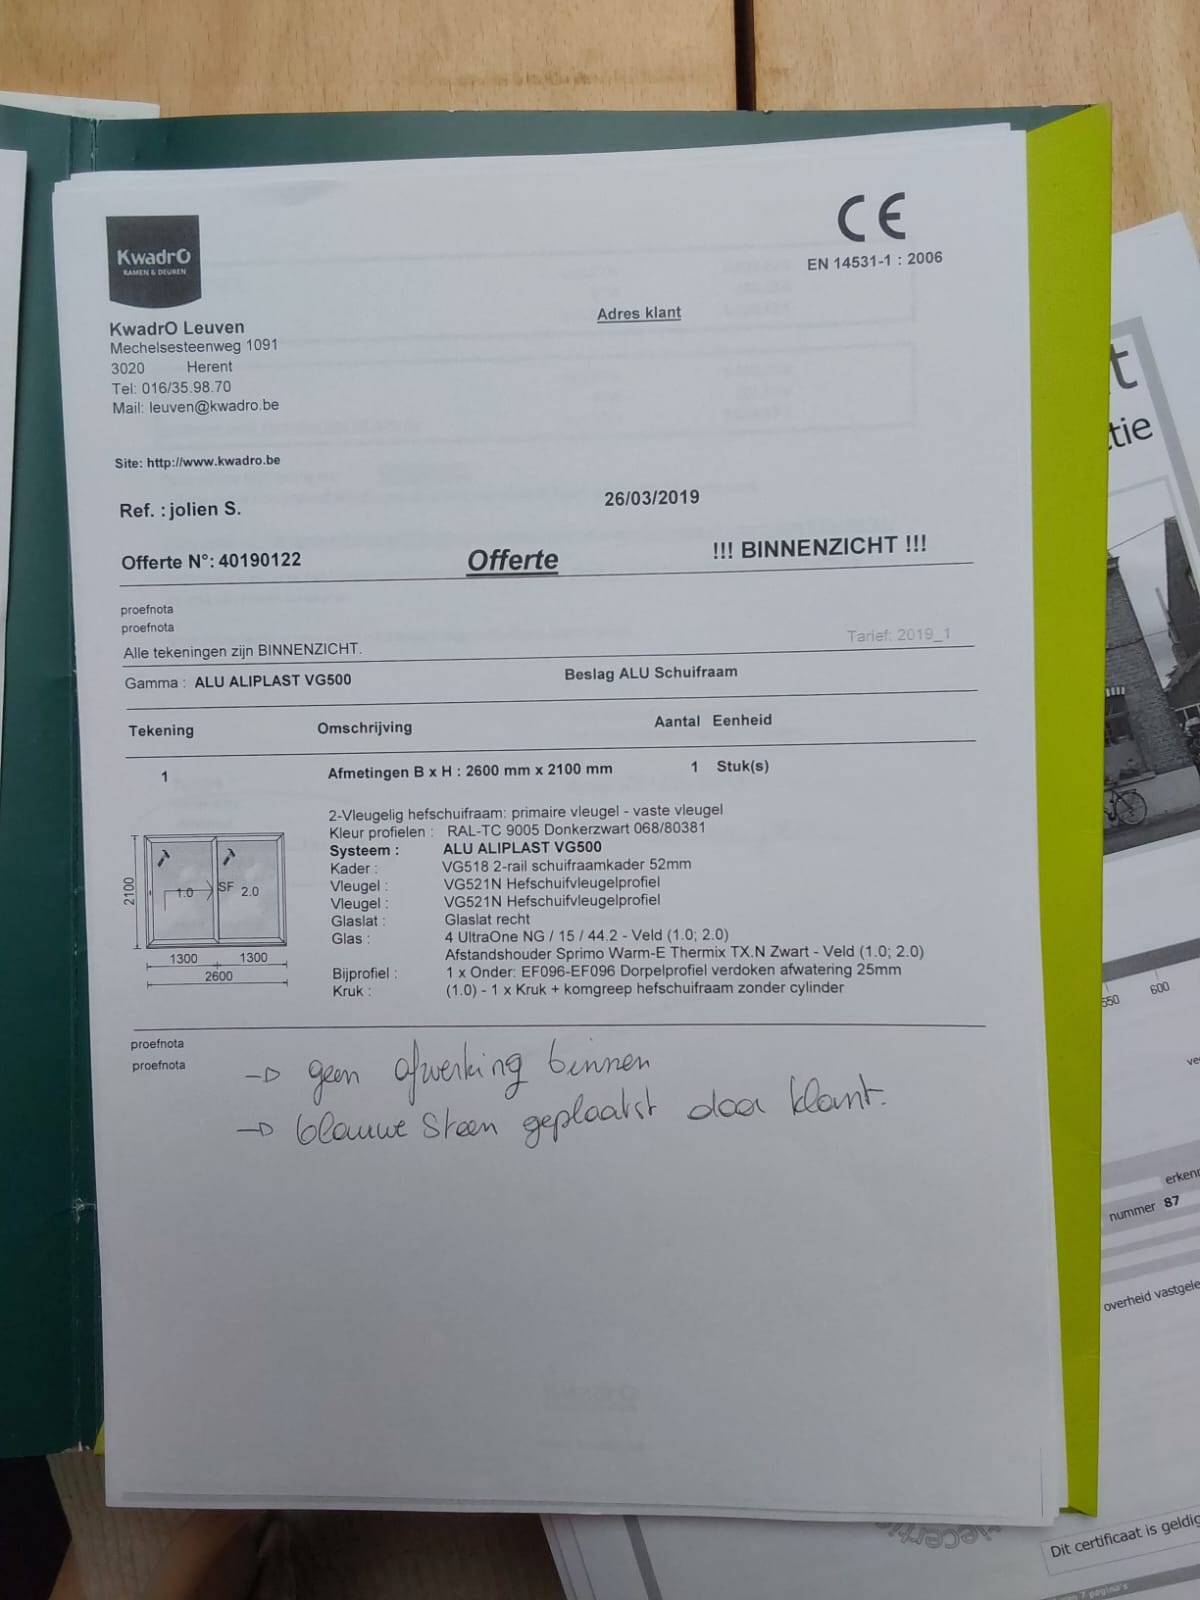 KwadrO
RAMEN & DEUREN
CE
EN 14531-1 : 2006
KwadrO Leuven
Mechelsesteenweg 1091
3020 Herent
Tel: 016/35.98.70
Mail: leuven@kwadro.be
Adres klant
Site: http://www.kwadro.be
Ref. : jolien S.
26/03/2019
Offerte N°: 40190122
Offerte
!!! BINNENZICHT !!!
proefnota
proefnota
Alle tekeningen zijn BINNENZICHT.
Tarief: 2019_1
Gamma : ALU ALIPLAST VG500
Beslag ALU Schuifraam
Tekening Omschrijving Aantal Eenheid
1 Afmetingen B x H : 2600 mm x 2100 mm 1 Stuk(s)
2-Vleugelig hefschuifraam: primaire vleugel - vaste vleugel
Kleur profielen : RAL-TC 9005 Donkerzwart 068/80381
Systeem : ALU ALIPLAST VG500
Kader : VG518 2-rail schuifraamkader 52mm
Vleugel : VG521N Hefschuifvleugelprofiel
Vleugel : VG521N Hefschuifvleugelprofiel
Glaslat : Glaslat recht
Glas : 4 UltraOne NG / 15 / 44.2 - Veld (1.0; 2.0)
Afstandshouder Sprimo Warm-E Thermix TX.N Zwart - Veld (1.0; 2.0)
Bijprofiel : 1 x Onder: EF096-EF096 Dorpelprofiel verdoken afwatering 25mm
Kruk : (1.0) - 1 x Kruk + komgreep hefschuifraam zonder cylinder
2100
1.0 SF 2.0
1300 1300
2600
proefnota
proefnota
→ geen afwerking binnen
→ blauwe steen geplaatst door klant.
t
tie
550 600
erkenn
nummer 87
overheid vastgele
Dit certificaat is geldig
7 pagina's